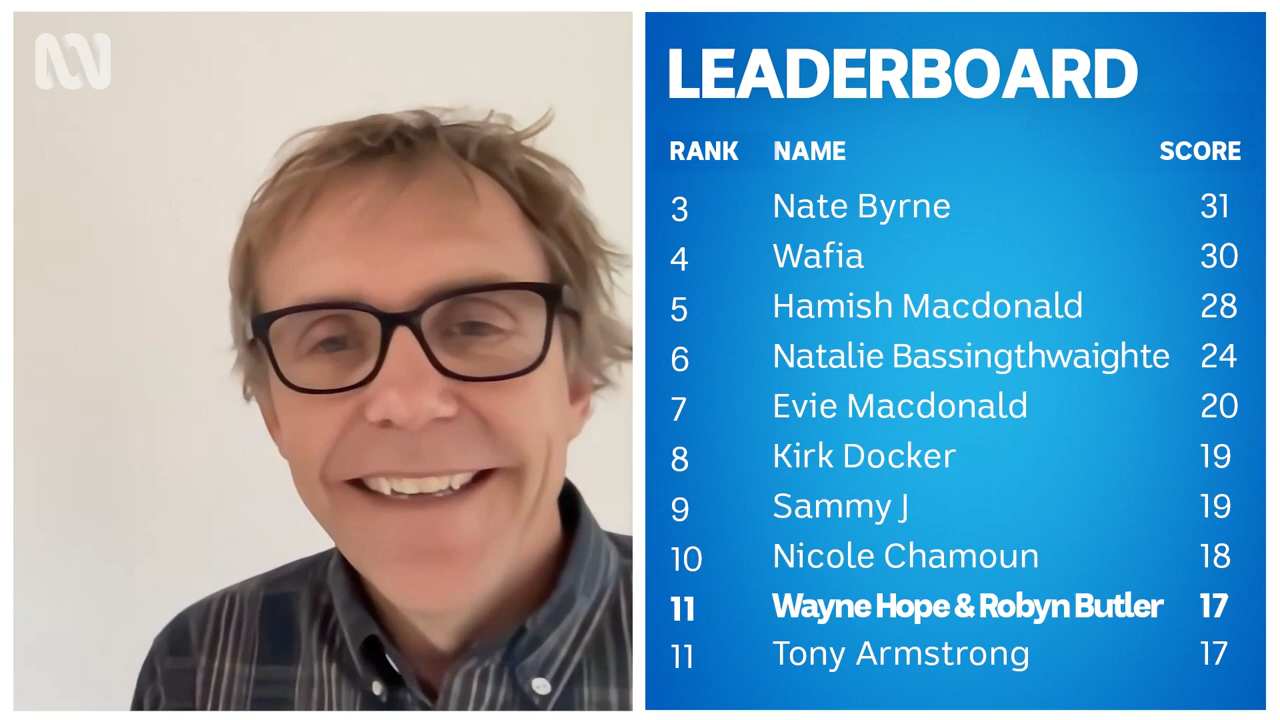 LEADERBOARD
RANK NAME SCORE
3 Nate Byrne 31
4 Wafia 30
5 Hamish Macdonald 28
6 Natalie Bassingthwaighte 24
7 Evie Macdonald 20
8 Kirk Docker 19
9 Sammy J 19
10 Nicole Chamoun 18
11 Wayne Hope & Robyn Butler 17
11 Tony Armstrong 17